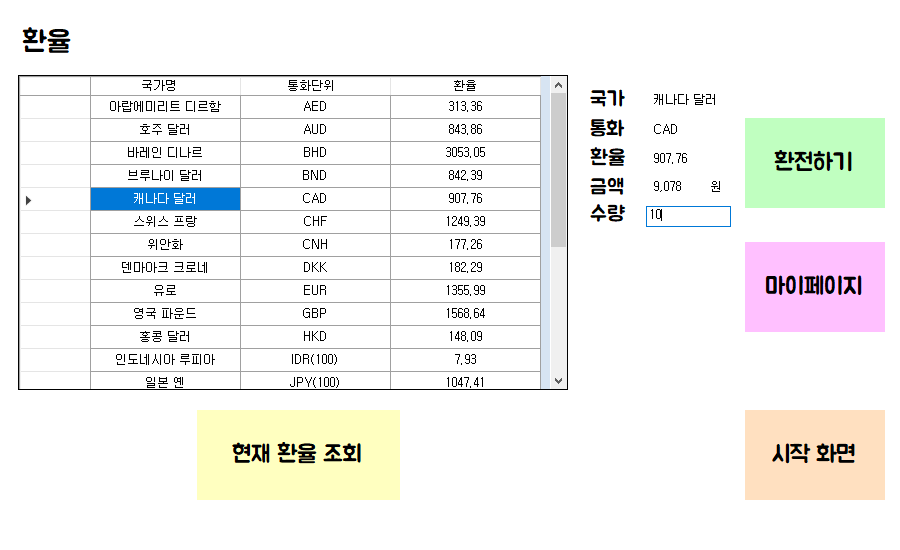 환율
국가명 통화단위 환율
아랍에미리트 디르함 AED 313,36
호주 달러 AUD 843,86
바레인 디나르 BHD 3053,05
브루나이 달러 BND 842,39
캐나다 달러 CAD 907,76
스위스 프랑 CHF 1249,39
위안화 CNH 177,26
덴마아크 크로네 DKK 182,29
유로 EUR 1355,99
영국 파운드 GBP 1568,64
홍콩 달러 HKD 148,09
인도네시아 루피아 IDR(100) 7,93
일본 옌 JPY(100) 1047,41
국가 캐나다 달러
통화 CAD
환율 907,76
금액 9,078 원
수량 10
환전하기
마이페이지
현재 환율 조회
시작 화면